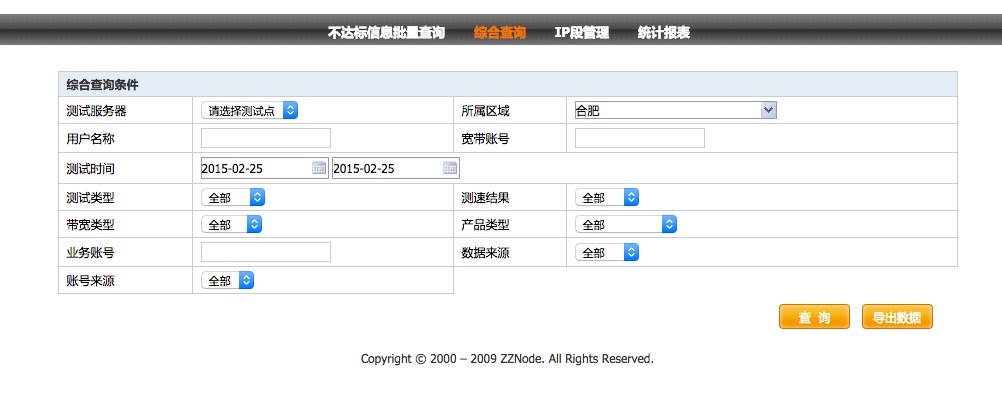 不达标信息批量查询 综合查询 IP段管理 统计报表
综合查询条件
测试服务器 请选择测试点 所属区域 合肥
用户名称 宽带账号
测试时间 2015-02-25 2015-02-25
测试类型 全部 测速结果 全部
带宽类型 全部 产品类型 全部
业务账号 数据来源 全部
账号来源 全部
查 询 导出数据
Copyright © 2000 – 2009 ZZNode. All Rights Reserved.